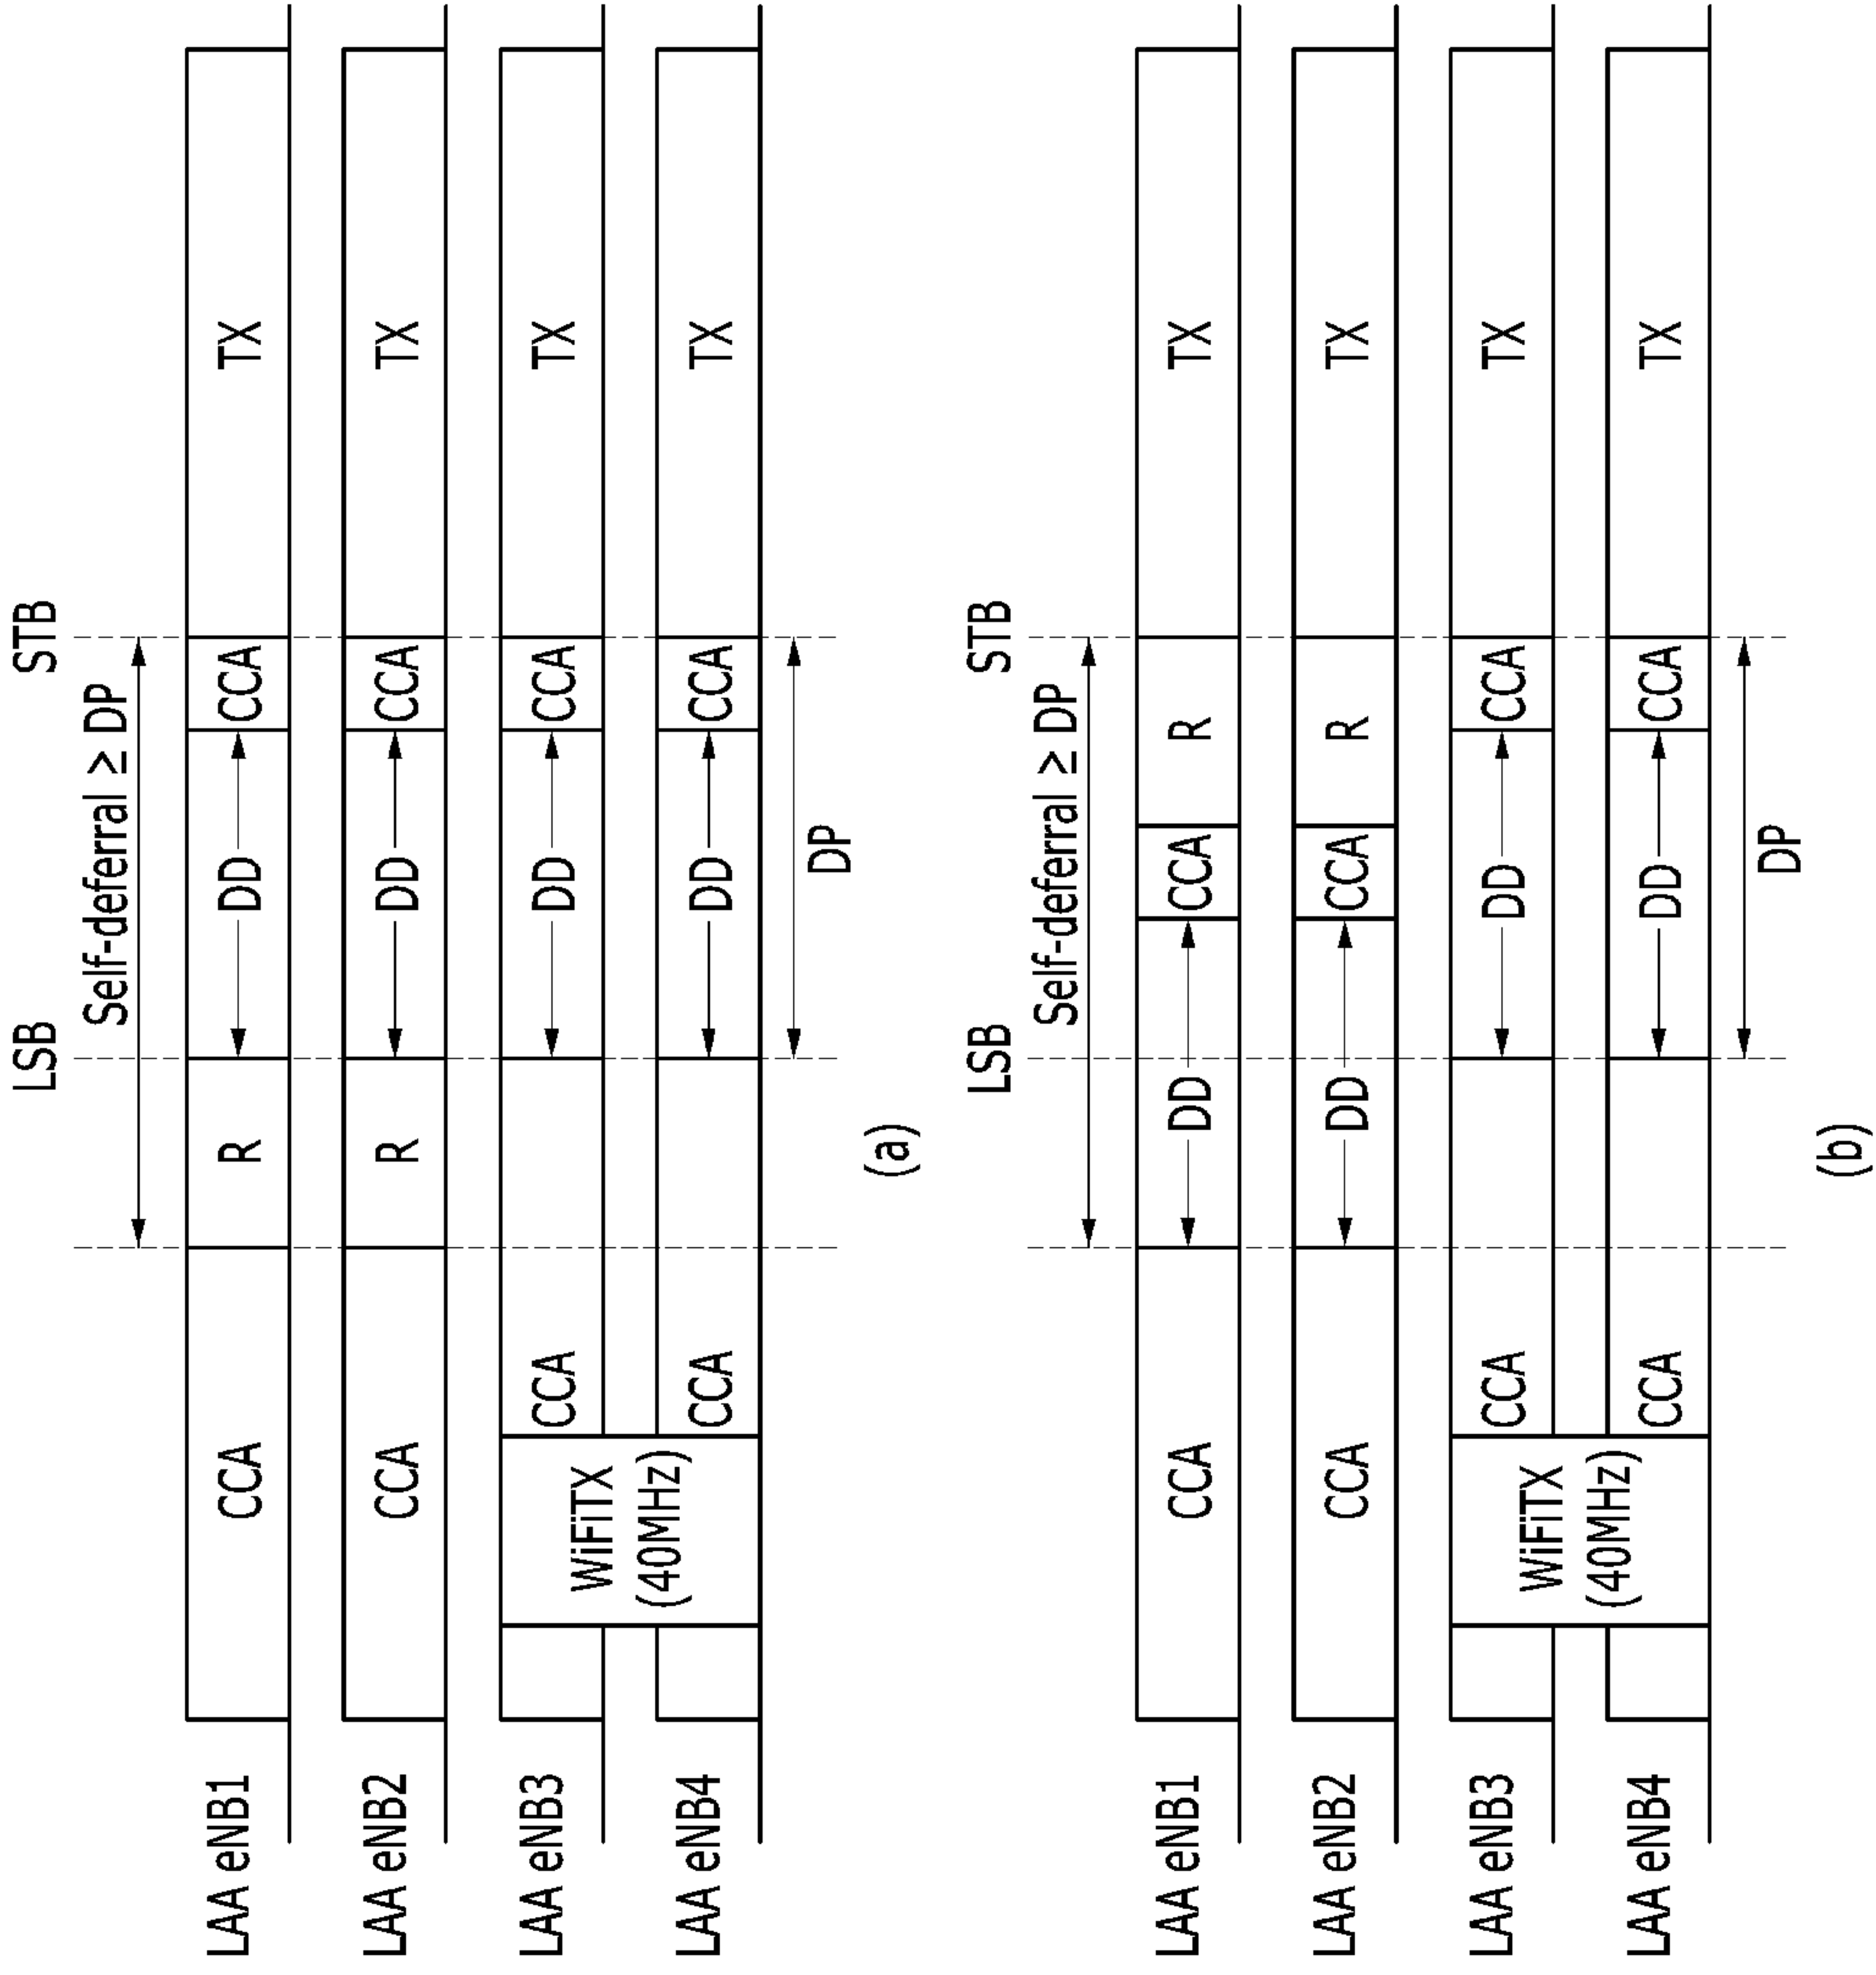 LSB
STB
Self-deferral ≥ DP
LAA eNB1
CCA
R
DD
CCA
TX
LAA eNB2
CCA
R
DD
CCA
TX
LAA eNB3
WiFiTX
(40MHz)
CCA
DD
CCA
TX
LAA eNB4
CCA
DD
CCA
TX
DP
(a)
LSB
STB
Self-deferral ≥ DP
LAA eNB1
CCA
DD
CCA
R
TX
LAA eNB2
CCA
DD
CCA
R
TX
LAA eNB3
WiFiTX
(40MHz)
CCA
DD
CCA
TX
LAA eNB4
CCA
DD
CCA
TX
DP
(b)